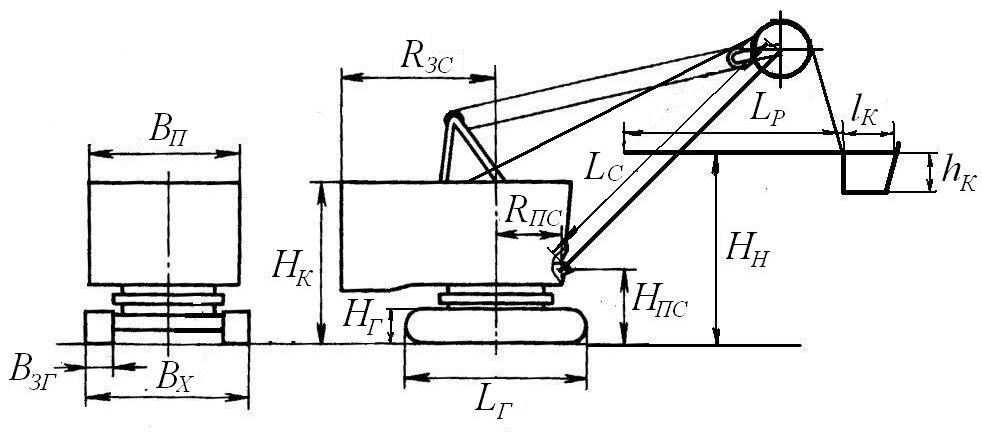 R_ЗС
B_П
L_Р
l_К
L_С
h_К
R_ПС
H_К
H_Н
H_Г
H_ПС
B_ЗГ
B_Х
L_Г